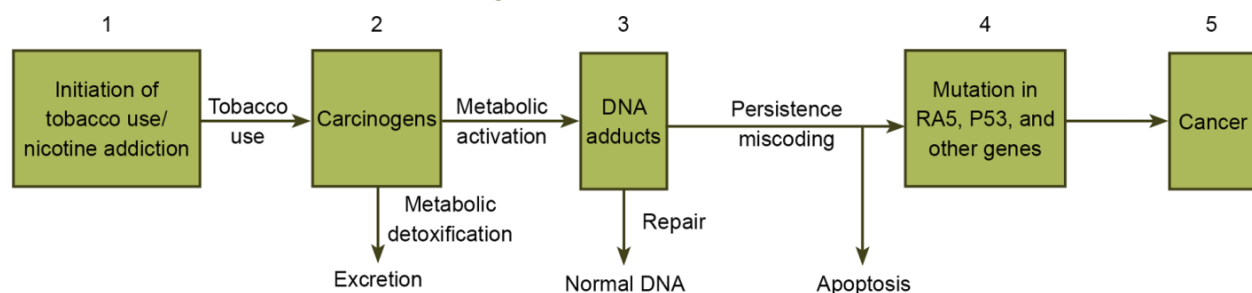 1
2
3
4
5
Initiation of
tobacco use/
nicotine addiction
Tobacco
use
Carcinogens
Metabolic
activation
DNA
adducts
Persistence
miscoding
Mutation in
RA5, P53, and
other genes
Cancer
Metabolic
detoxification
Repair
Excretion
Normal DNA
Apoptosis